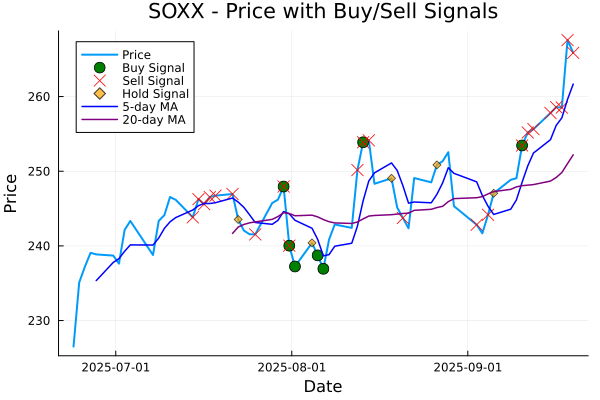 SOXX - Price with Buy/Sell Signals
Price
Buy Signal
Sell Signal
Hold Signal
5-day MA
20-day MA
260
250
240
230
Price
2025-07-01
2025-08-01
2025-09-01
Date